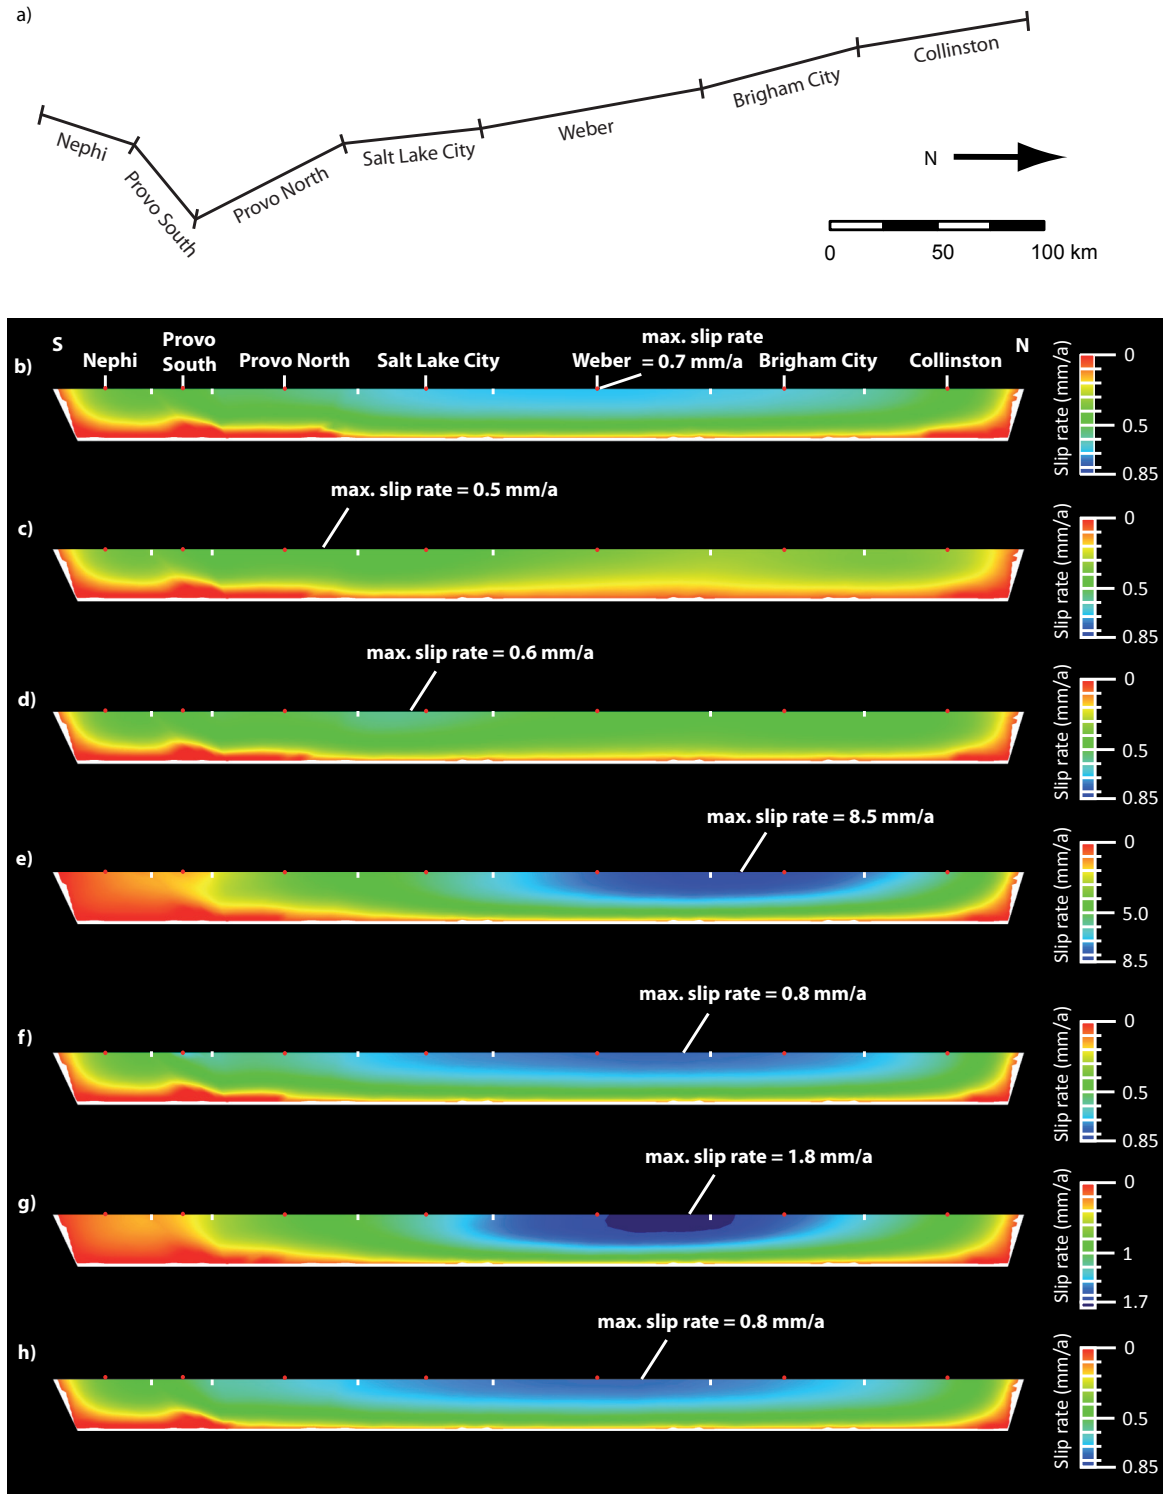 a)
Nephi
Provo South
Provo North
Salt Lake City
Weber
Brigham City
Collinston
N
0 50 100 km
S
N
b)
Nephi
Provo
South
Provo North
Salt Lake City
Weber
max. slip rate
= 0.7 mm/a
Brigham City
Collinston
Slip rate (mm/a)
0
0.5
0.85
c)
max. slip rate = 0.5 mm/a
Slip rate (mm/a)
0
0.5
0.85
d)
max. slip rate = 0.6 mm/a
Slip rate (mm/a)
0
0.5
0.85
e)
max. slip rate = 8.5 mm/a
Slip rate (mm/a)
0
5.0
8.5
f)
max. slip rate = 0.8 mm/a
Slip rate (mm/a)
0
0.5
0.85
g)
max. slip rate = 1.8 mm/a
Slip rate (mm/a)
0
1
1.7
h)
max. slip rate = 0.8 mm/a
Slip rate (mm/a)
0
0.5
0.85